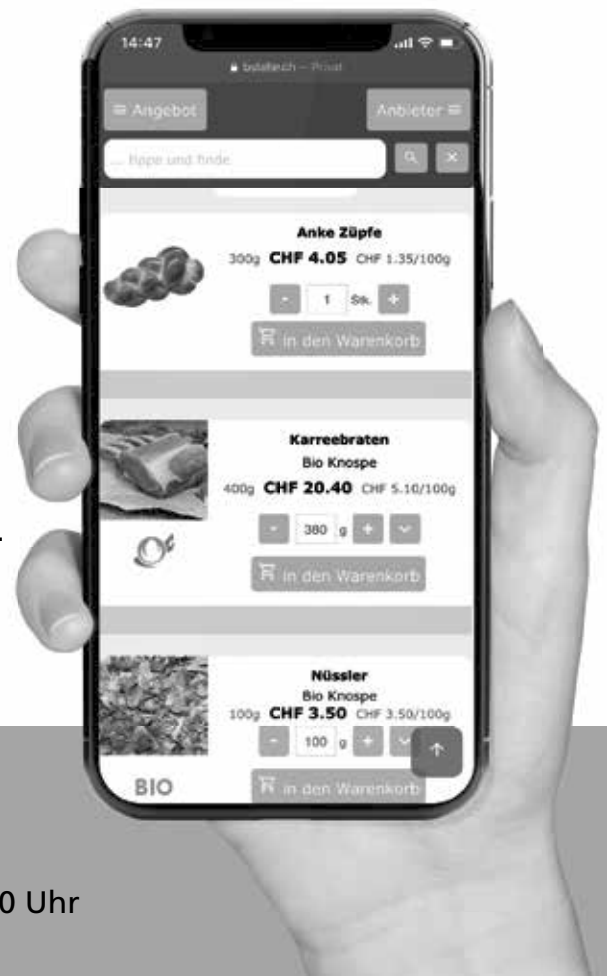 14:47
– Privat
≡ Angebot
Anbieter ≡
... tippe und finde
Anke Züpfe
300g CHF 4.05 CHF 1.35/100g
- 1 Stk. +
in den Warenkorb
Karreebraten
Bio Knospe
400g CHF 20.40 CHF 5.10/100g
- 380 g +
in den Warenkorb
Nüssler
Bio Knospe
100g CHF 3.50 CHF 3.50/100g
- 100 g +
BIO
in den Warenkorb
0 Uhr